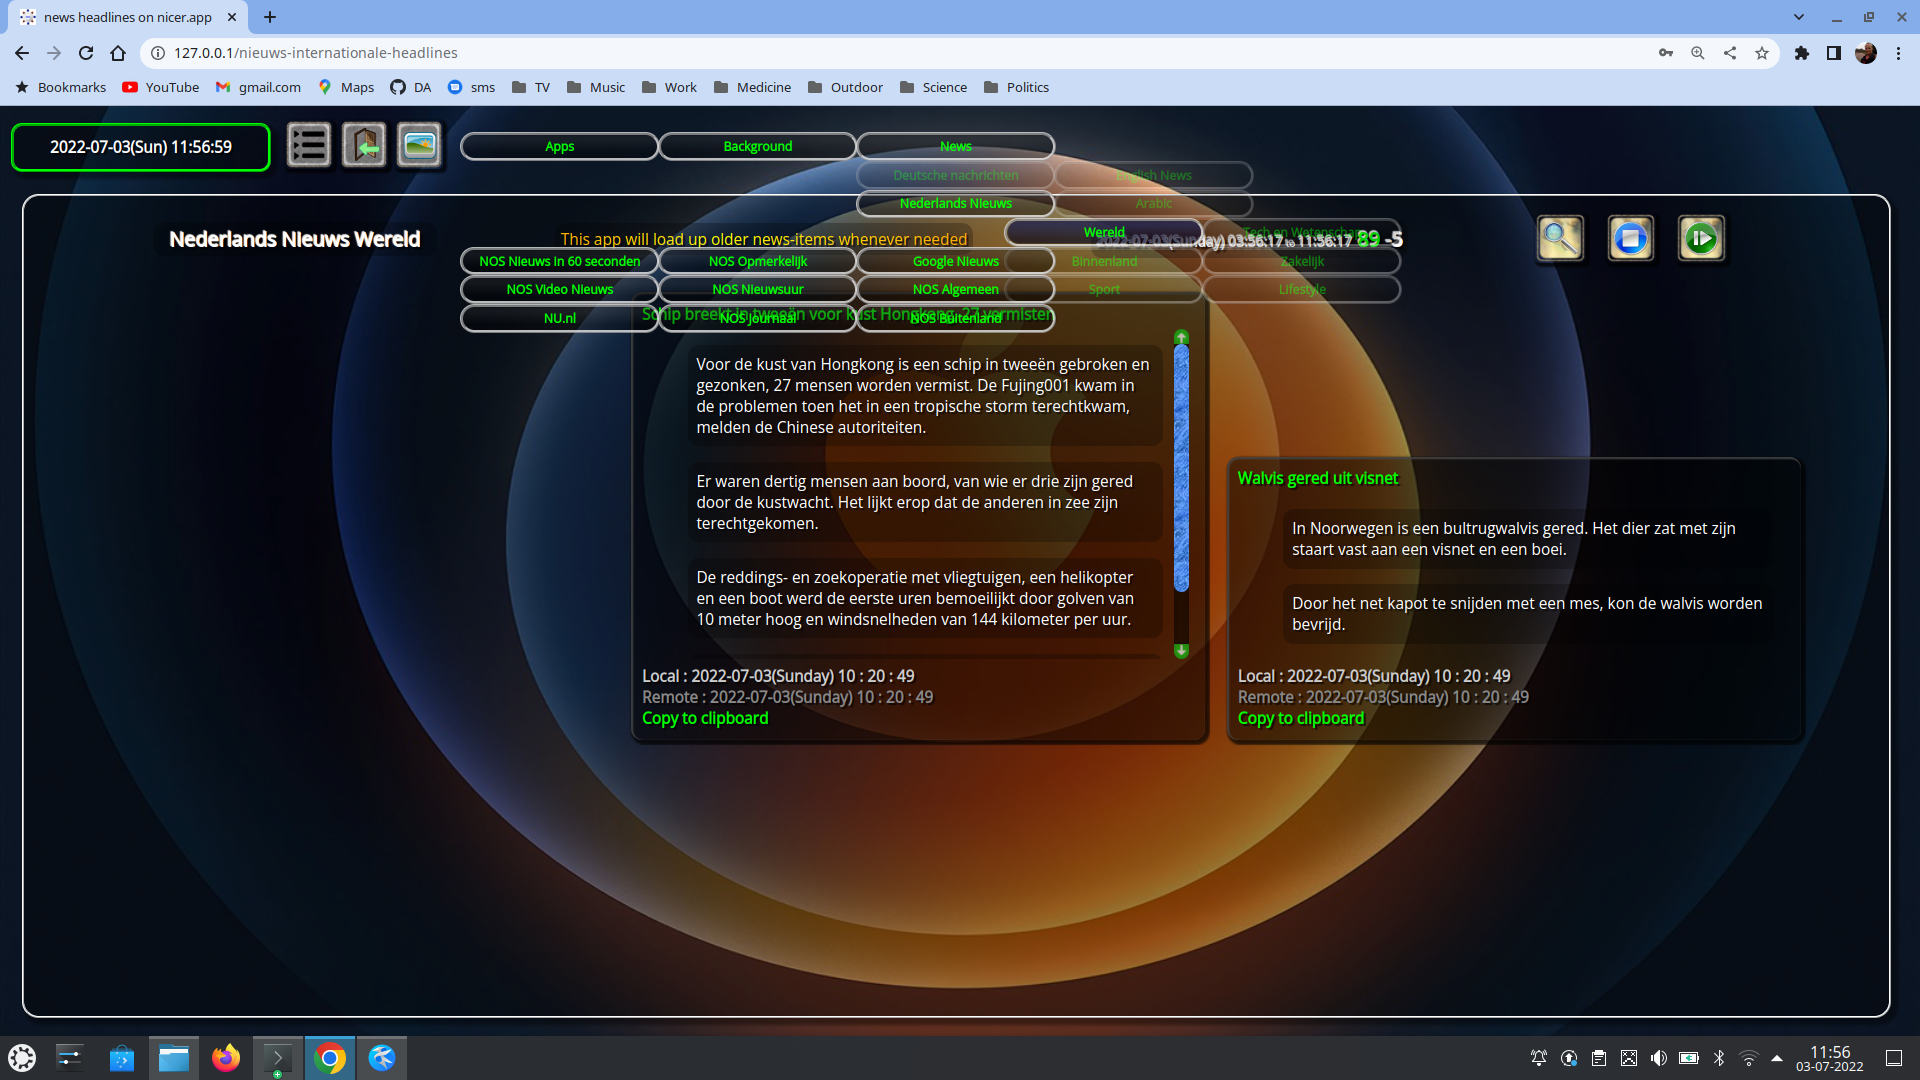 news headlines on nicer.app
127.0.0.1/nieuws-internationale-headlines
Bookmarks YouTube gmail.com Maps DA sms TV Music Work Medicine Outdoor Science Politics
2022-07-03(Sun) 11:56:59
Apps Background News
Deutsche nachrichten English News
Nederlands Nieuws Arabic
Wereld Tech en Wetenschap
Nederlands Nieuws Wereld
This app will load up older news-items whenever needed
2022-07-03(Sunday) 03:56:17 to 11:56:17 89 -5
NOS Nieuws in 60 seconden NOS Opmerkelijk Google Nieuws Binnenland Zakelijk
NOS Video Nieuws NOS Nieuwsuur NOS Algemeen Sport Lifestyle
NU.nl NOS Journaal NOS Buitenland
Schip breekt in tweeën voor kust Hongkong, 27 vermisten
Voor de kust van Hongkong is een schip in tweeën gebroken en
gezonken, 27 mensen worden vermist. De Fujing001 kwam in
de problemen toen het in een tropische storm terechtkwam,
melden de Chinese autoriteiten.
Er waren dertig mensen aan boord, van wie er drie zijn gered
door de kustwacht. Het lijkt erop dat de anderen in zee zijn
terechtgekomen.
De reddings- en zoekoperatie met vliegtuigen, een helikopter
en een boot werd de eerste uren bemoeilijkt door golven van
10 meter hoog en windsnelheden van 144 kilometer per uur.
Local : 2022-07-03(Sunday) 10 : 20 : 49
Remote : 2022-07-03(Sunday) 10 : 20 : 49
Copy to clipboard
Walvis gered uit visnet
In Noorwegen is een bultrugwalvis gered. Het dier zat met zijn
staart vast aan een visnet en een boei.
Door het net kapot te snijden met een mes, kon de walvis worden
bevrijd.
Local : 2022-07-03(Sunday) 10 : 20 : 49
Remote : 2022-07-03(Sunday) 10 : 20 : 49
Copy to clipboard
11:56
03-07-2022